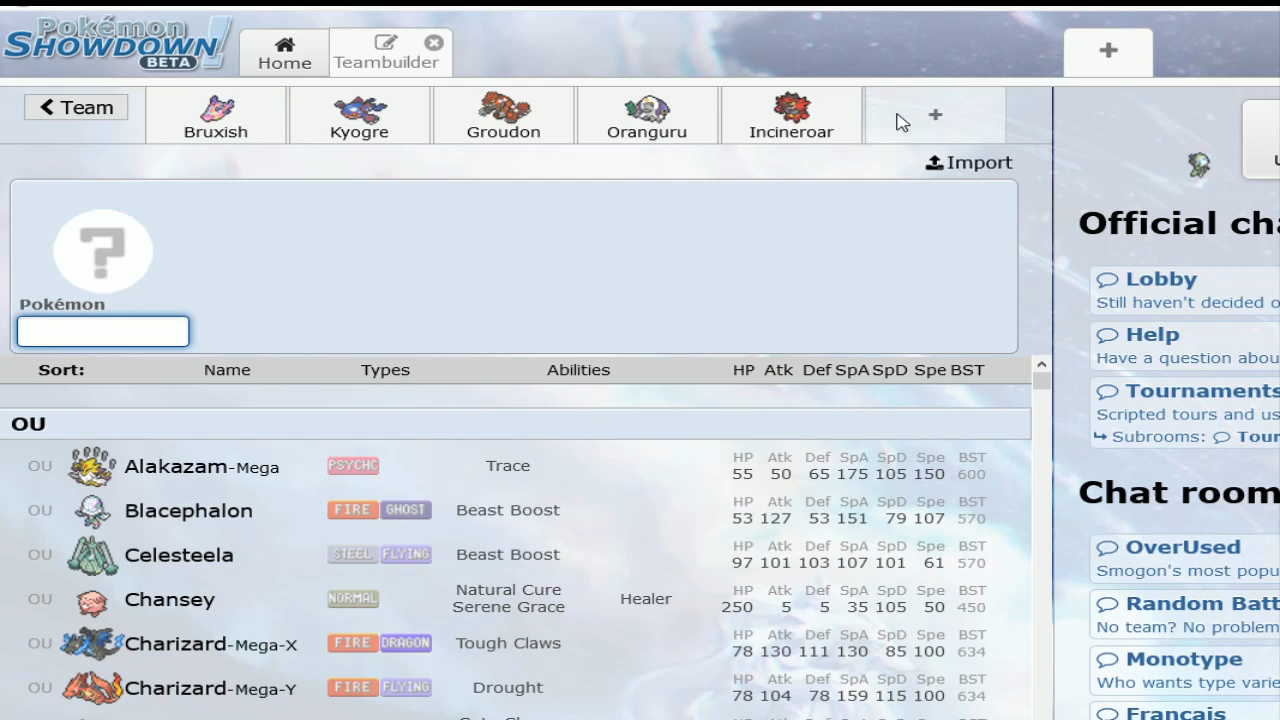 Pokémon
SHOWDOWN!
BETA
Home
Teambuilder
+
Team
Bruxish
Kyogre
Groudon
Oranguru
Incineroar
+
Import
?
Pokémon
Sort: Name Types Abilities HP Atk Def SpA SpD Spe BST
OU
OU Alakazam-Mega PSYCHC Trace HP 55 Atk 50 Def 65 SpA 175 SpD 105 Spe 150 BST 600
OU Blacephalon FIRE GHOST Beast Boost HP 53 Atk 127 Def 53 SpA 151 SpD 79 Spe 107 BST 570
OU Celesteela STEEL FLYING Beast Boost HP 97 Atk 101 Def 103 SpA 107 SpD 101 Spe 61 BST 570
OU Chansey NORMAL Natural Cure Serene Grace Healer HP 250 Atk 5 Def 5 SpA 35 SpD 105 Spe 50 BST 450
OU Charizard-Mega-X FIRE DRAGON Tough Claws HP 78 Atk 130 Def 111 SpA 130 SpD 85 Spe 100 BST 634
OU Charizard-Mega-Y FIRE FLYING Drought HP 78 Atk 104 Def 78 SpA 159 SpD 115 Spe 100 BST 634
Official cha
Lobby
Still haven't decided o
Help
Have a question abou
Tournaments
Scripted tours and us
Subrooms: Tour
Chat room
OverUsed
Smogon's most popu
Random Batt
No team? No problem
Monotype
Who wants type varie
Français